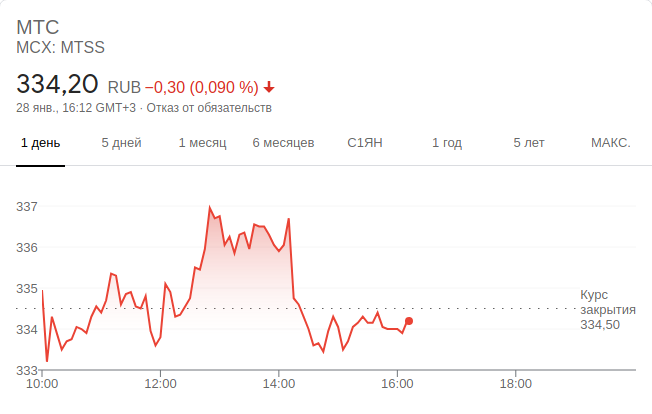 МТС
MCX: MTSS
334,20 RUB −0,30 (0,090 %)
28 янв., 16:12 GMT+3 · Отказ от обязательств
1 день 5 дней 1 месяц 6 месяцев С1ЯН 1 год 5 лет МАКС.
337
336
335
334
333
Курс
закрытия
334,50
10:00 12:00 14:00 16:00 18:00